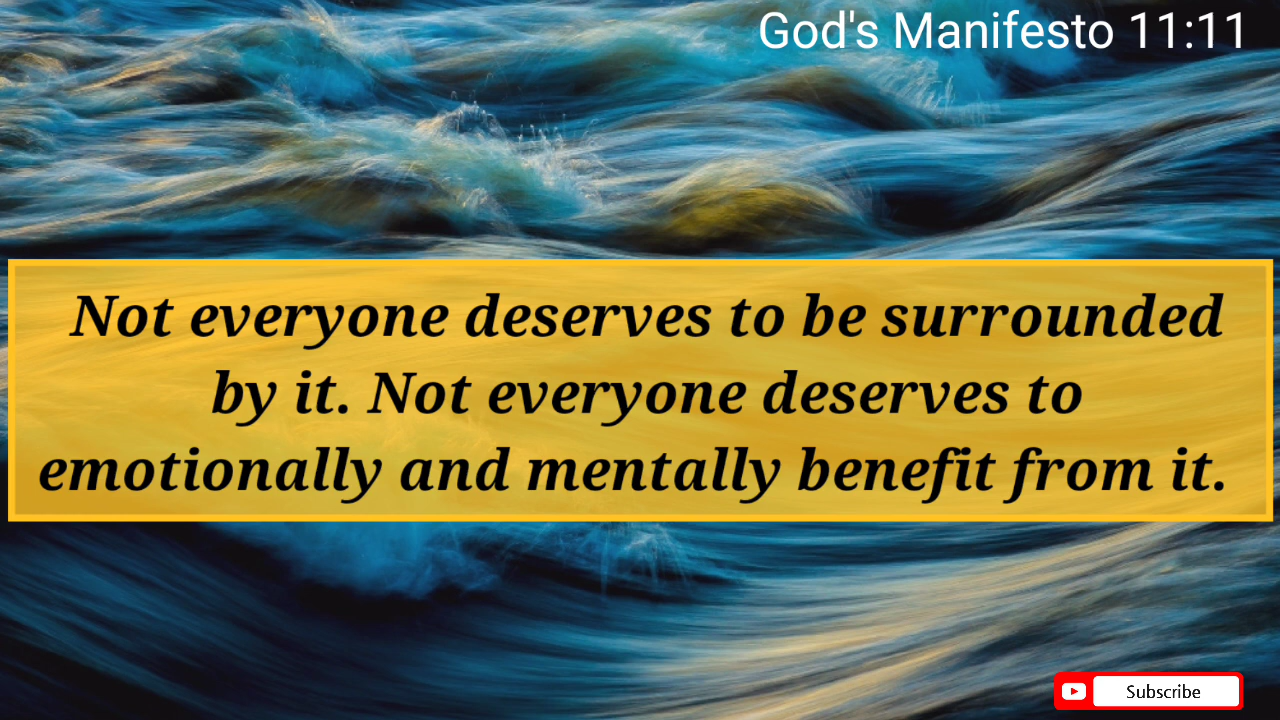 God's Manifesto 11:11
Not everyone deserves to be surrounded
by it. Not everyone deserves to
emotionally and mentally benefit from it.
Subscribe